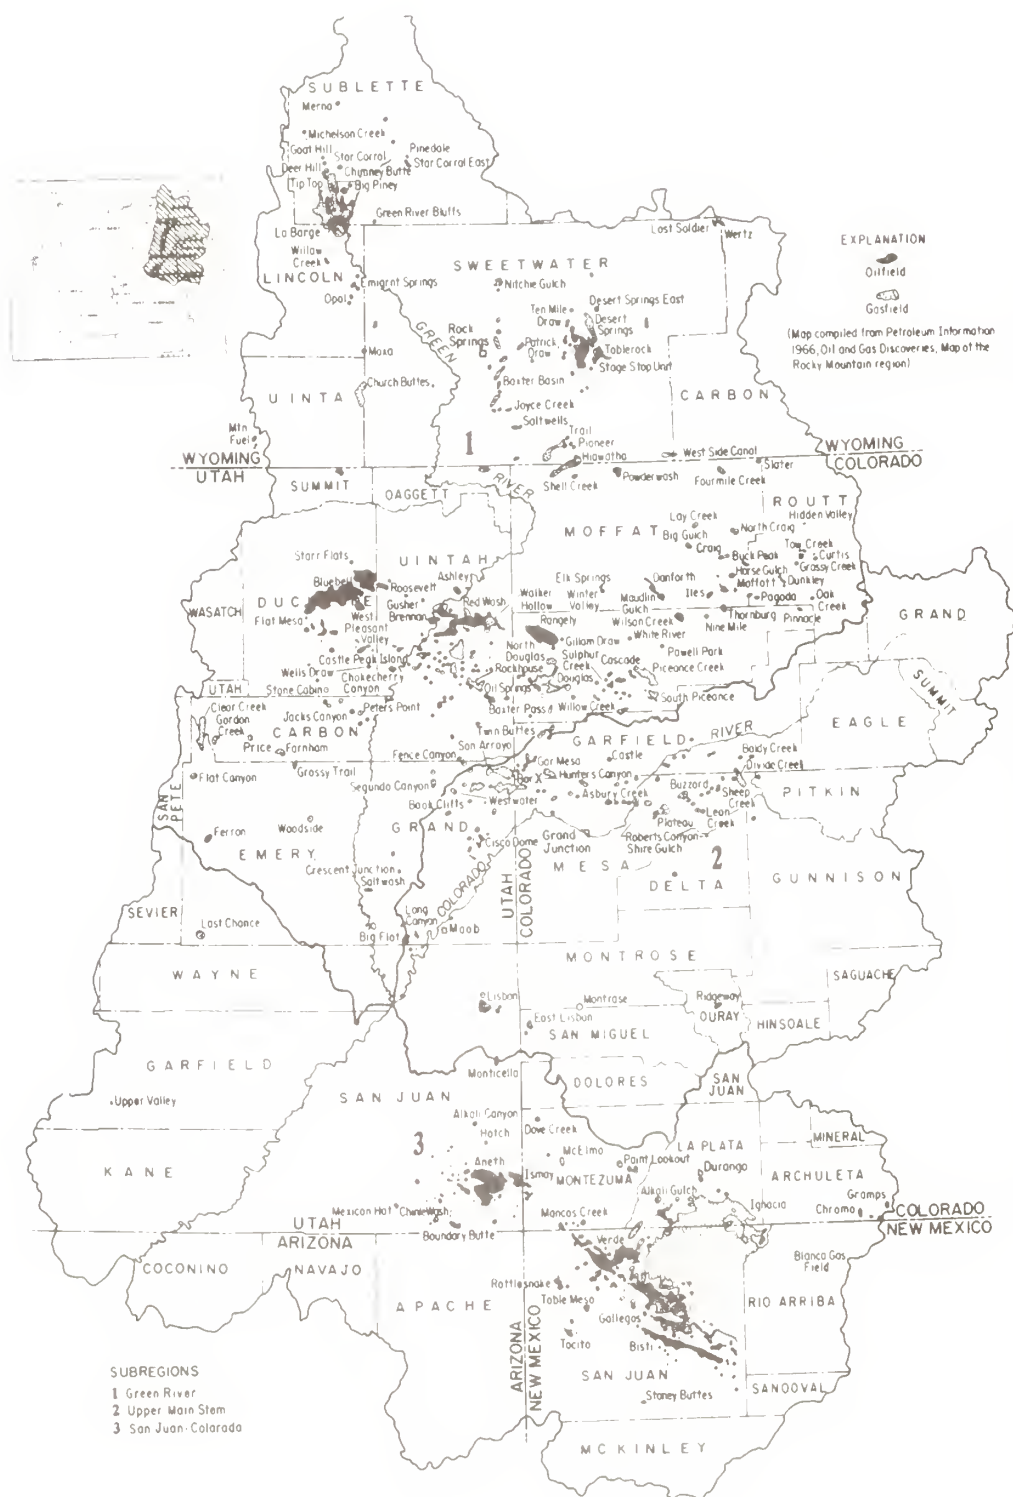 SUBLETTE
Merna
Michelson Creek
Goat Hill
Star Corral
Pinedale
Deer Hill
Chimney Butte
Star Corral East
Tip Top
Big Piney
Green River Bluffs
La Barge
Lost Soldier
Wertz
Willow
Creek
LINCOLN
SWEETWATER
Emigrnt Springs
Nitchie Gulch
Opal
Desert Springs East
Ten Mile
Draw
Desert
Springs
GREEN
Rock
Springs
Patrick
Draw
Tablerock
Moxa
Stage Stop Unit
Church Buttes
Baxter Basin
UINTA
CARBON
Joyce Creek
Saltwells
Mtn
Fuel
Trail
Pioneer
1
Hiawatha
West Side Canal
WYOMING
UTAH
WYOMING
COLORADO
Slater
EXPLANATION
Oilfield
Gasfield
(Map compiled from Petroleum Information
1966, Oil and Gas Discoveries, Map of the
Rocky Mountain region)
SUMMIT
DAGGETT
RIVER
Shell Creek
Powderwash
Fourmile Creek
ROUTT
MOFFAT
Lay Creek
Hidden Valley
Big Gulch
North Craig
Starr Flats
UINTAH
Craig
Buck Peak
Tow Creek
Curtis
Horse Gulch
Grassy Creek
Bluebell
Roosevelt
Ashley
Elk Springs
Danforth
Moffatt
Dunkley
WASATCH
DUCHESNE
Gusher
Red Wash
Walker
Hollow
Winter
Valley
Maudlin
Gulch
Iles
Pagoda
Oak
Creek
GRAND
Flat Mesa
West
Brennan
Rangely
Wilson Creek
Thornburg
Pinnacle
Pleasant
Valley
Gillam Draw
White River
Nine Mile
Castle Peak
Island
North
Douglas
Sulphur
Creek
Powell Park
Wells Draw
Chokecherry
Canyon
Rockhouse
Cascade
Piceance Creek
SUMMIT
UTAH
Stone Cabin
Oil Springs
Douglas
South Piceance
Clear Creek
Jacks Canyon
Peters Point
Baxter Pass
Willow Creek
Gordon
Creek
CARBON
Twin Buttes
GARFIELD
RIVER
EAGLE
Price
Farnham
San Arroyo
Castle
Baldy Creek
Fence Canyon
Gar Mesa
Divide Creek
Flat Canyon
Grassy Trail
Bar X
Hunters Canyon
SAN
PETE
Segundo Canyon
Buzzard
Sheep
Creek
PITKIN
Asbury Creek
Book Cliffs
Westwater
Leon
Creek
Woodside
GRAND
Plateau
Creek
Ferron
Cisco Dome
Grand
Junction
Roberts Canyon
Shire Gulch
EMERY
MESA
2
Crescent Junction
Saltwash
COLORADO
UTAH
COLORADO
DELTA
GUNNISON
SEVIER
Last Chance
Long
Canyon
Moab
Big Flat
WAYNE
MONTROSE
SAGUACHE
Lisbon
Montrose
Ridgeway
OURAY
East Lisbon
SAN MIGUEL
HINSDALE
GARFIELD
Monticello
DOLORES
SAN
JUAN
Upper Valley
SAN JUAN
Alkali Canyon
Hatch
Dove Creek
3
McElmo
LA PLATA
MINERAL
KANE
Aneth
Ismay
Point Lookout
Durango
MONTEZUMA
ARCHULETA
Alkali Gulch
Gramps
Mexican Hat
Chinle Wash
Mancos Creek
Ignacio
Chromo
COLORADO
NEW MEXICO
UTAH
ARIZONA
Boundary Butte
Verde
Blanco Gas
Field
COCONINO
NAVAJO
Rattlesnake
APACHE
Table Mesa
RIO ARRIBA
Gallegos
Tocito
Bisti
ARIZONA
NEW MEXICO
SAN JUAN
SANDOVAL
Stoney Buttes
SUBREGIONS
1 Green River
2 Upper Main Stem
3 San Juan-Colorado
MCKINLEY